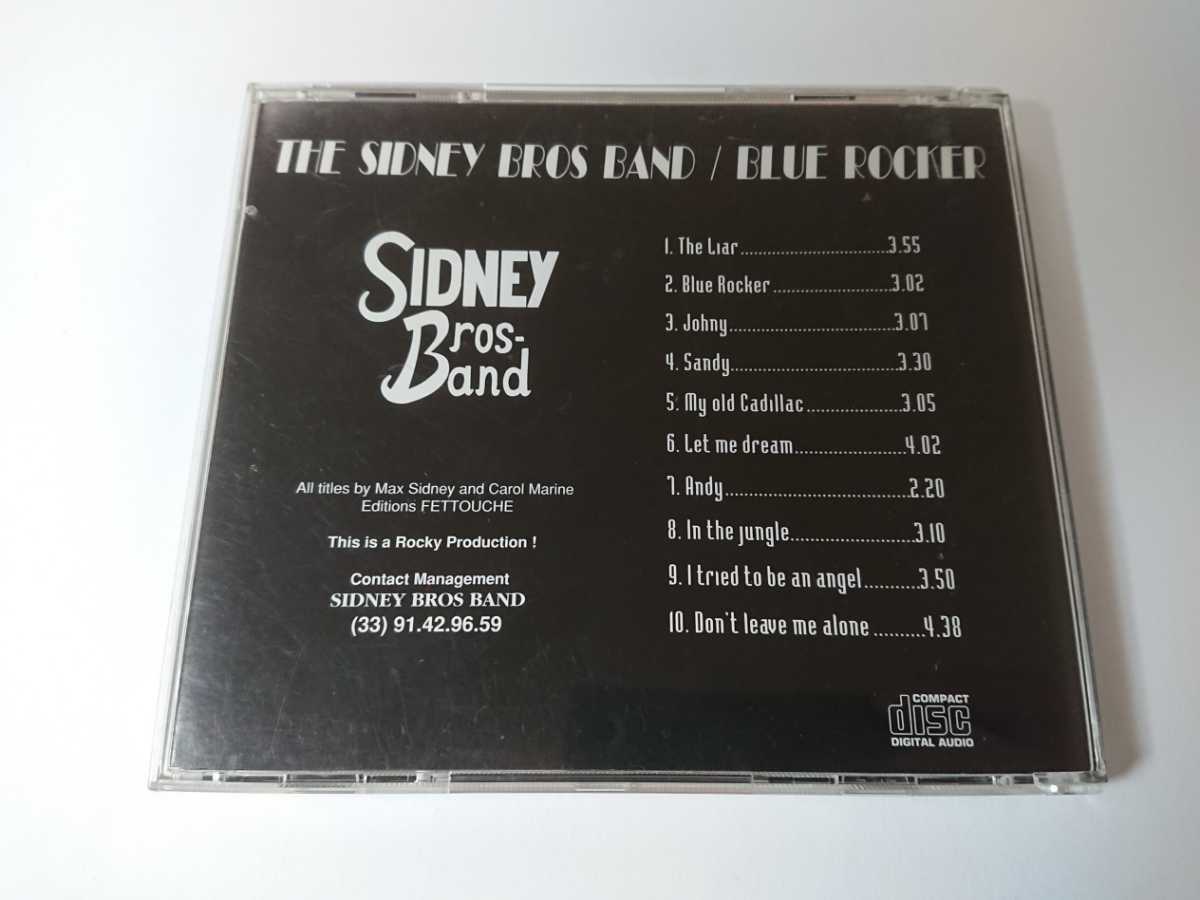 THE SIDNEY BROS BAND / BLUE ROCKER
SIDNEY
Bros-
Band
All titles by Max Sidney and Carol Marine
Editions FETTOUCHE
This is a Rocky Production !
Contact Management
SIDNEY BROS BAND
(33) 91.42.96.59
1. The Liar..................................3.55
2. Blue Rocker...........................3.02
3. Johny......................................3.07
4. Sandy......................................3.30
5. My old Cadillac......................3.05
6. Let me dream.........................4.02
7. Andy.........................................2.20
8. In the jungle............................3.10
9. I tried to be an angel............3.50
10. Don't leave me alone ..........4.38
COMPACT
disc
DIGITAL AUDIO